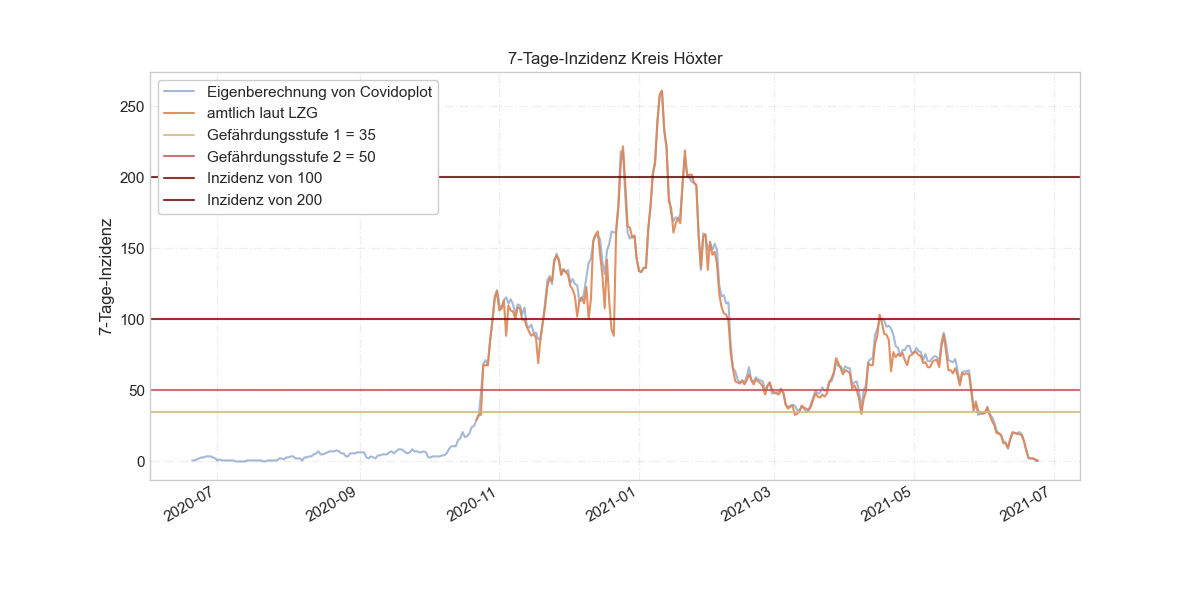 7-Tage-Inzidenz Kreis Höxter
Eigenberechnung von Covidoplot
amtlich laut LZG
Gefährdungsstufe 1 = 35
Gefährdungsstufe 2 = 50
Inzidenz von 100
Inzidenz von 200
7-Tage-Inzidenz
250
200
150
100
50
0
2020-07
2020-09
2020-11
2021-01
2021-03
2021-05
2021-07